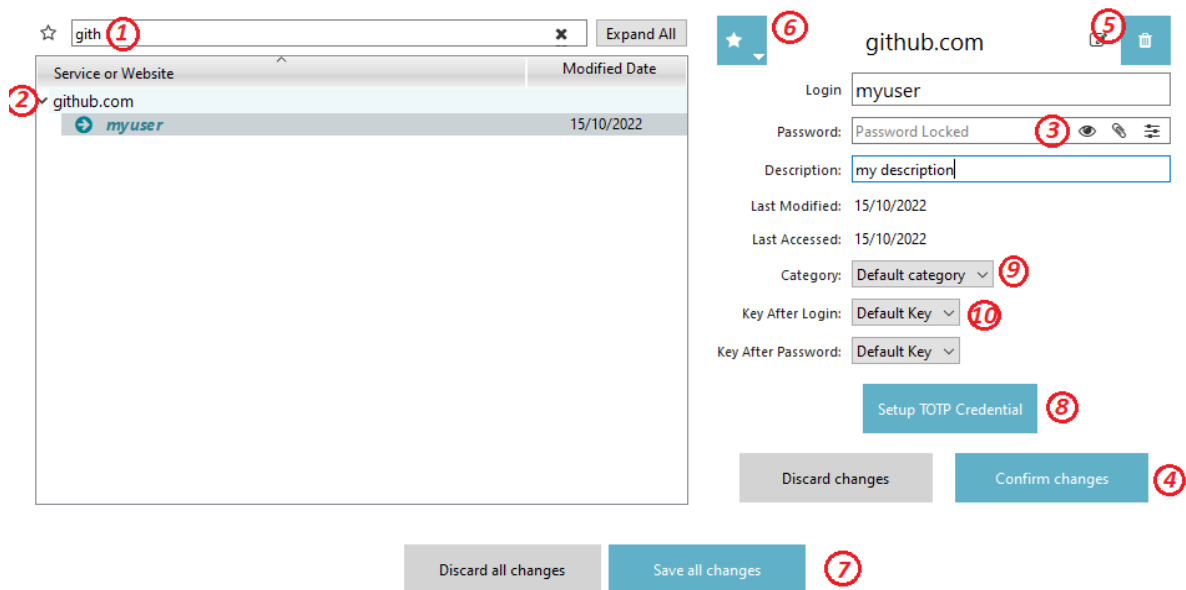 gith 1 Expand All
Service or Website Modified Date
2 github.com
myuser 15/10/2022
6 github.com 5
Login myuser
Password: Password Locked 3
Description: my description
Last Modified: 15/10/2022
Last Accessed: 15/10/2022
Category: Default category 9
Key After Login: Default Key 10
Key After Password: Default Key
Setup TOTP Credential 8
Discard changes Confirm changes 4
Discard all changes Save all changes 7